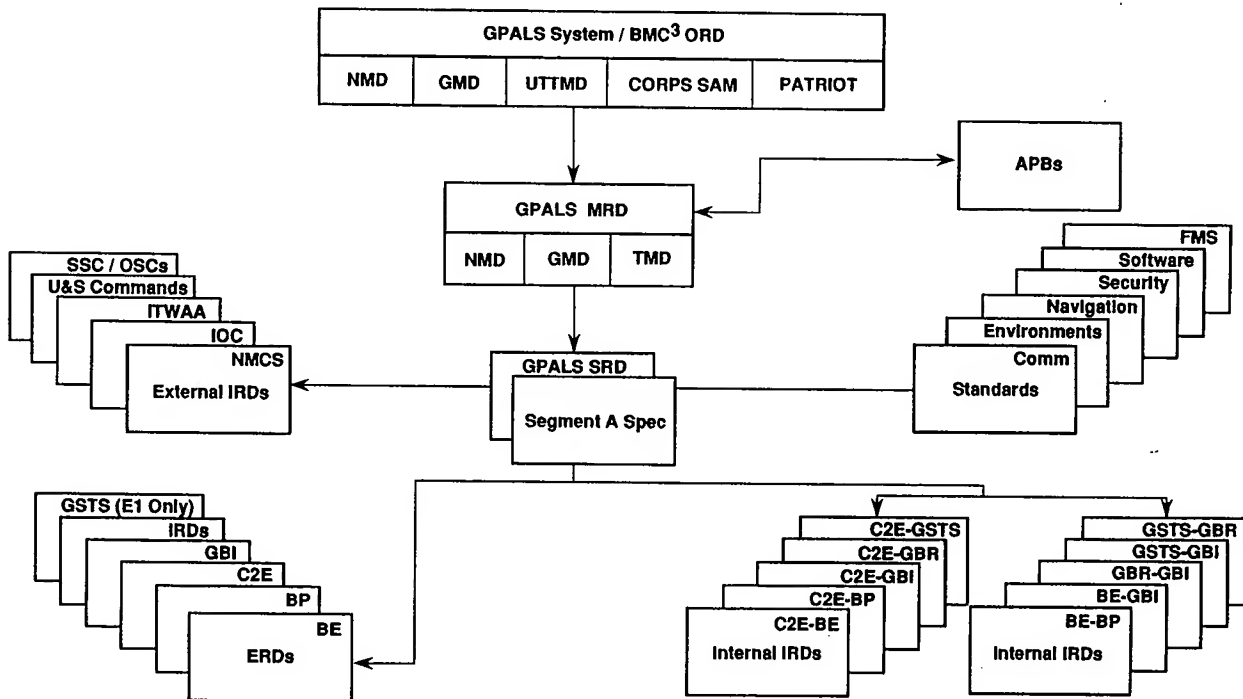 GPALS System / BMC³ ORD
NMD
GMD
UTTMD
CORPS SAM
PATRIOT
APBs
GPALS MRD
NMD
GMD
TMD
SSC / OSCs
U&S Commands
ITWAA
IOC
NMCS
External IRDs
GPALS SRD
Segment A Spec
FMS
Software
Security
Navigation
Environments
Comm
Standards
GSTS (E1 Only)
IRDs
GBI
C2E
BP
BE
ERDs
C2E-GSTS
C2E-GBR
C2E-GBI
C2E-BP
C2E-BE
Internal IRDs
GSTS-GBR
GSTS-GBI
GBR-GBI
BE-GBI
BE-BP
Internal IRDs